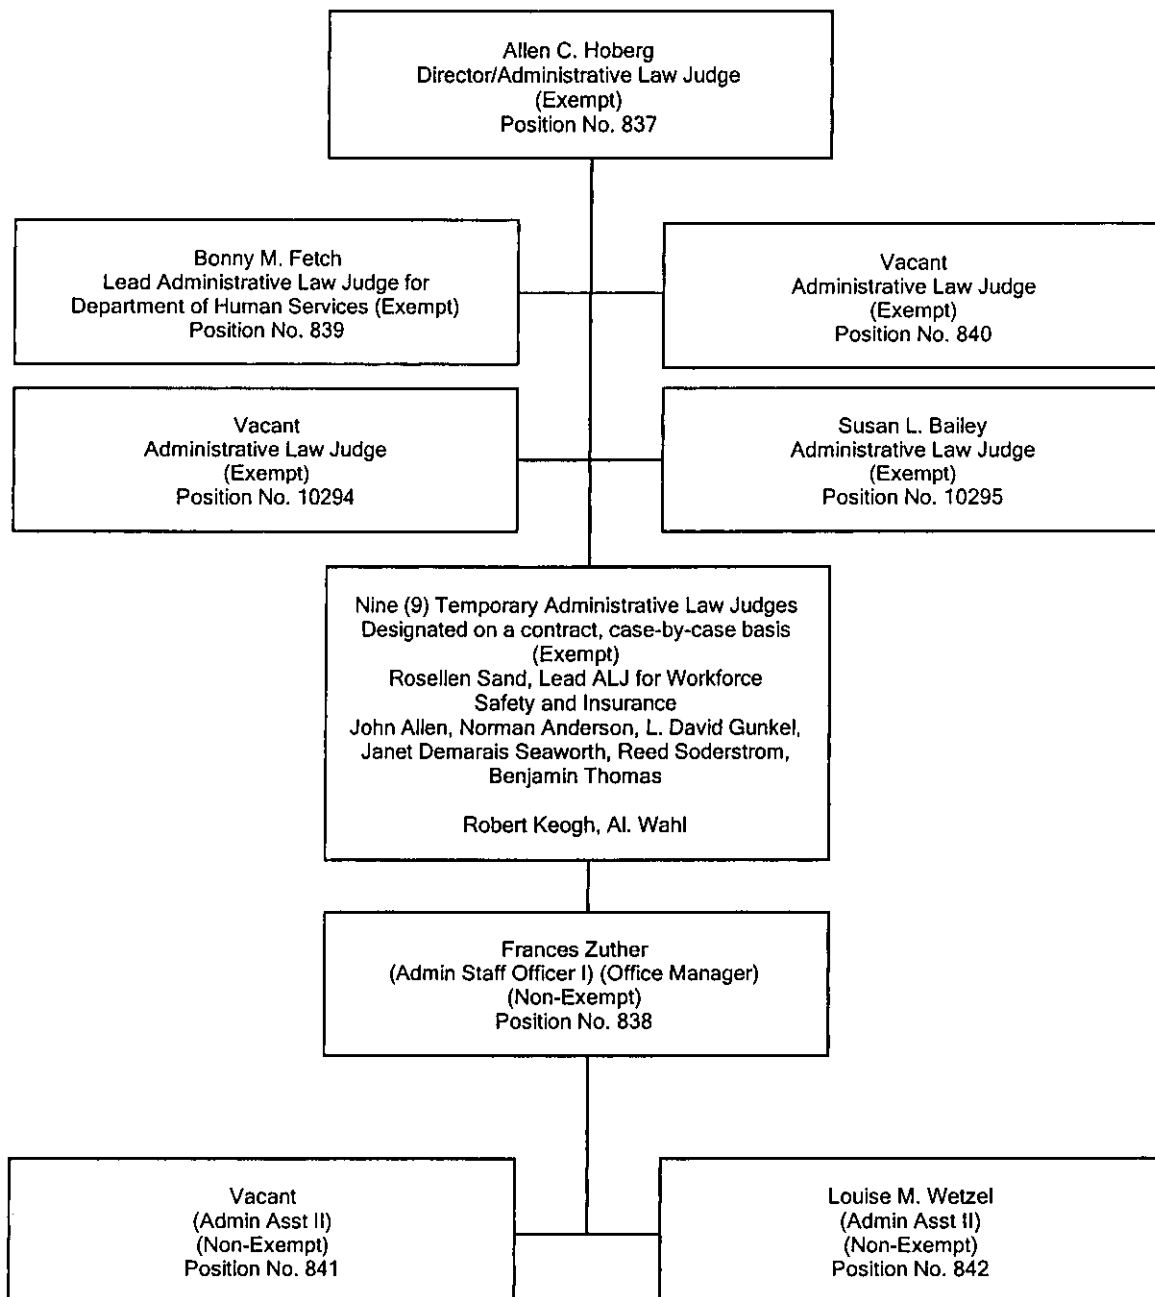 Allen C. Hoberg
Director/Administrative Law Judge
(Exempt)
Position No. 837
Bonny M. Fetch
Lead Administrative Law Judge for
Department of Human Services (Exempt)
Position No. 839
Vacant
Administrative Law Judge
(Exempt)
Position No. 840
Vacant
Administrative Law Judge
(Exempt)
Position No. 10294
Susan L. Bailey
Administrative Law Judge
(Exempt)
Position No. 10295
Nine (9) Temporary Administrative Law Judges
Designated on a contract, case-by-case basis
(Exempt)
Rosellen Sand, Lead ALJ for Workforce
Safety and Insurance
John Allen, Norman Anderson, L. David Gunkel,
Janet Demarais Seaworth, Reed Soderstrom,
Benjamin Thomas
Robert Keogh, Al. Wahl
Frances Zuther
(Admin Staff Officer I) (Office Manager)
(Non-Exempt)
Position No. 838
Vacant
(Admin Asst II)
(Non-Exempt)
Position No. 841
Louise M. Wetzel
(Admin Asst II)
(Non-Exempt)
Position No. 842